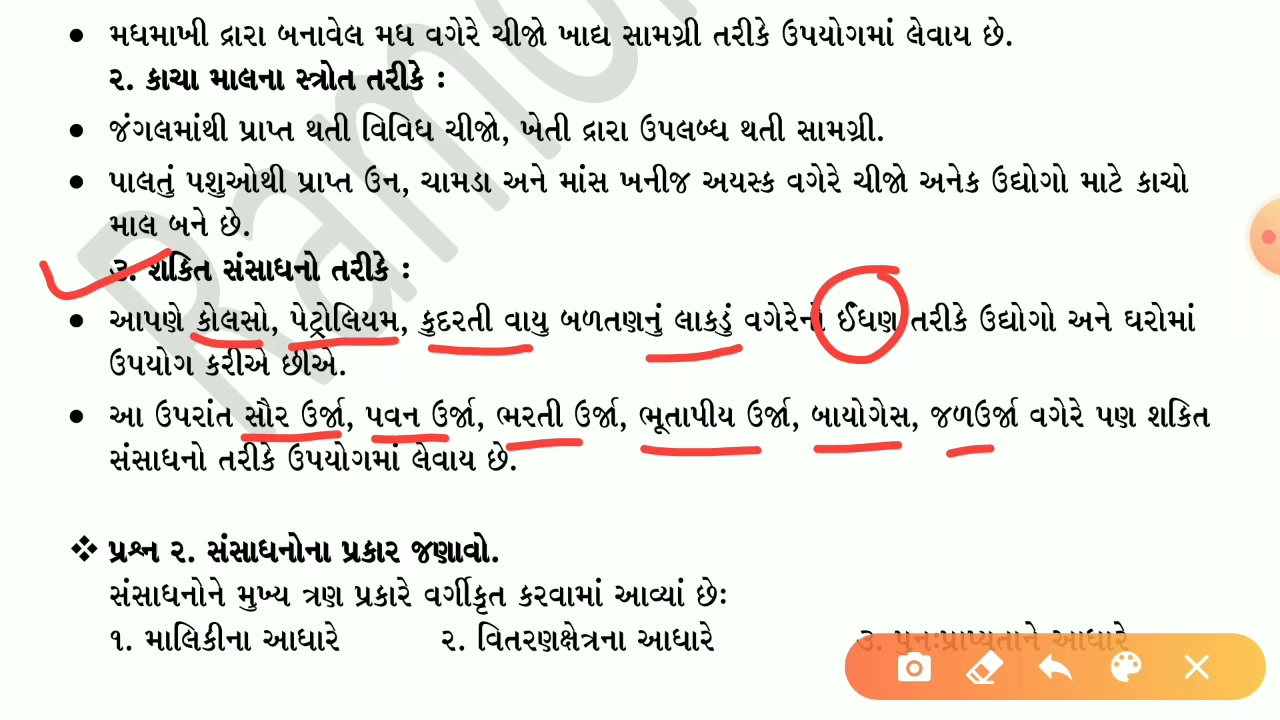 • મધમાખી દ્રારા બનાવેલ મધ વગેરે ચીજો ખાદ્ય સામગ્રી તરીકે ઉપયોગમાં લેવાય છે.
૨. કાચા માલના સ્ત્રોત તરીકે :
• જંગલમાંથી પ્રાપ્ત થતી વિવિધ ચીજો, ખેતી દ્રારા ઉપલબ્ધ થતી સામગ્રી.
• પાલતું પશુઓથી પ્રાપ્ત ઉન, ચામડા અને માંસ ખનીજ અયસ્ક વગેરે ચીજો અનેક ઉદ્યોગો માટે કાચો
માલ બને છે.
૩. શકિત સંસાધનો તરીકે :
• આપણે કોલસો, પેટ્રોલિયમ, કુદરતી વાયુ બળતણનું લાકડું વગેરેનો ઈંધણ તરીકે ઉદ્યોગો અને ઘરોમાં
ઉપયોગ કરીએ છીએ.
• આ ઉપરાંત સૌર ઉર્જા, પવન ઉર્જા, ભરતી ઉર્જા, ભૂતાપીય ઉર્જા, બાયોગેસ, જળઉર્જા વગેરે પણ શકિત
સંસાધનો તરીકે ઉપયોગમાં લેવાય છે.
❖ પ્રશ્ન ૨. સંસાધનોના પ્રકાર જણાવો.
સંસાધનોને મુખ્ય ત્રણ પ્રકારે વર્ગીકૃત કરવામાં આવ્યાં છેઃ
૧. માલિકીના આધારે ૨. વિતરણક્ષેત્રના આધારે ૩. પુનઃપ્રાપ્યતાને આધારે